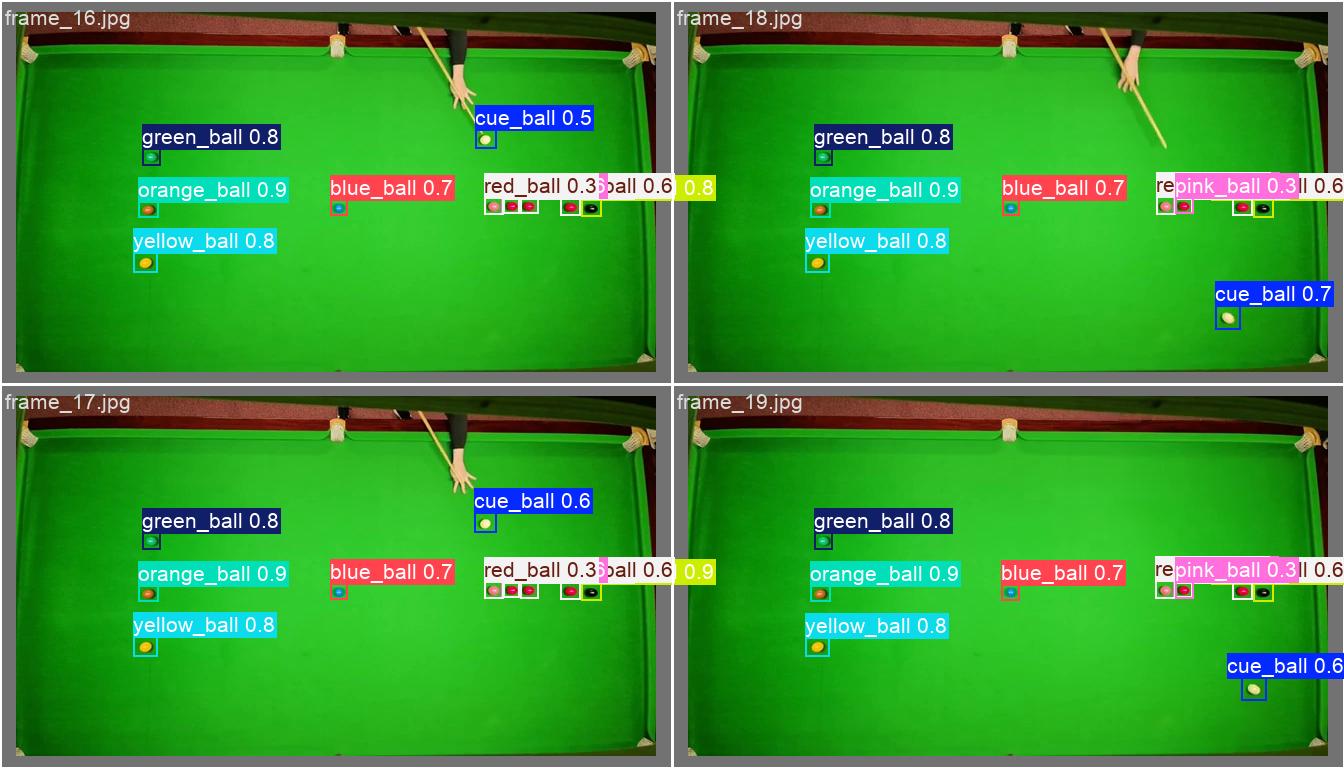 frame_16.jpg
cue_ball 0.5
green_ball 0.8
orange_ball 0.9
blue_ball 0.7
red_ball 0.3
ball 0.6
0.8
yellow_ball 0.8
frame_18.jpg
green_ball 0.8
orange_ball 0.9
blue_ball 0.7
re
pink_ball 0.3
ll 0.6
yellow_ball 0.8
cue_ball 0.7
frame_17.jpg
cue_ball 0.6
green_ball 0.8
orange_ball 0.9
blue_ball 0.7
red_ball 0.3
ball 0.6
0.9
yellow_ball 0.8
frame_19.jpg
green_ball 0.8
orange_ball 0.9
blue_ball 0.7
re
pink_ball 0.3
ll 0.6
yellow_ball 0.8
cue_ball 0.6